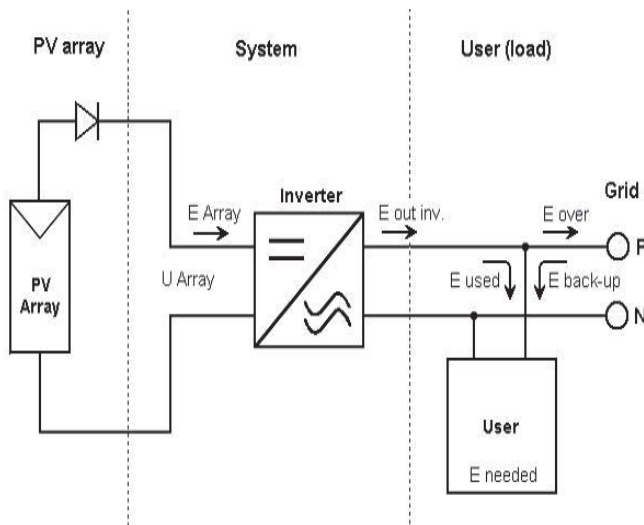 PV array
System
User (load)
Inverter
Grid
E Array
E out inv.
E over
P
U Array
E used
E back-up
PV
Array
N
User
E needed